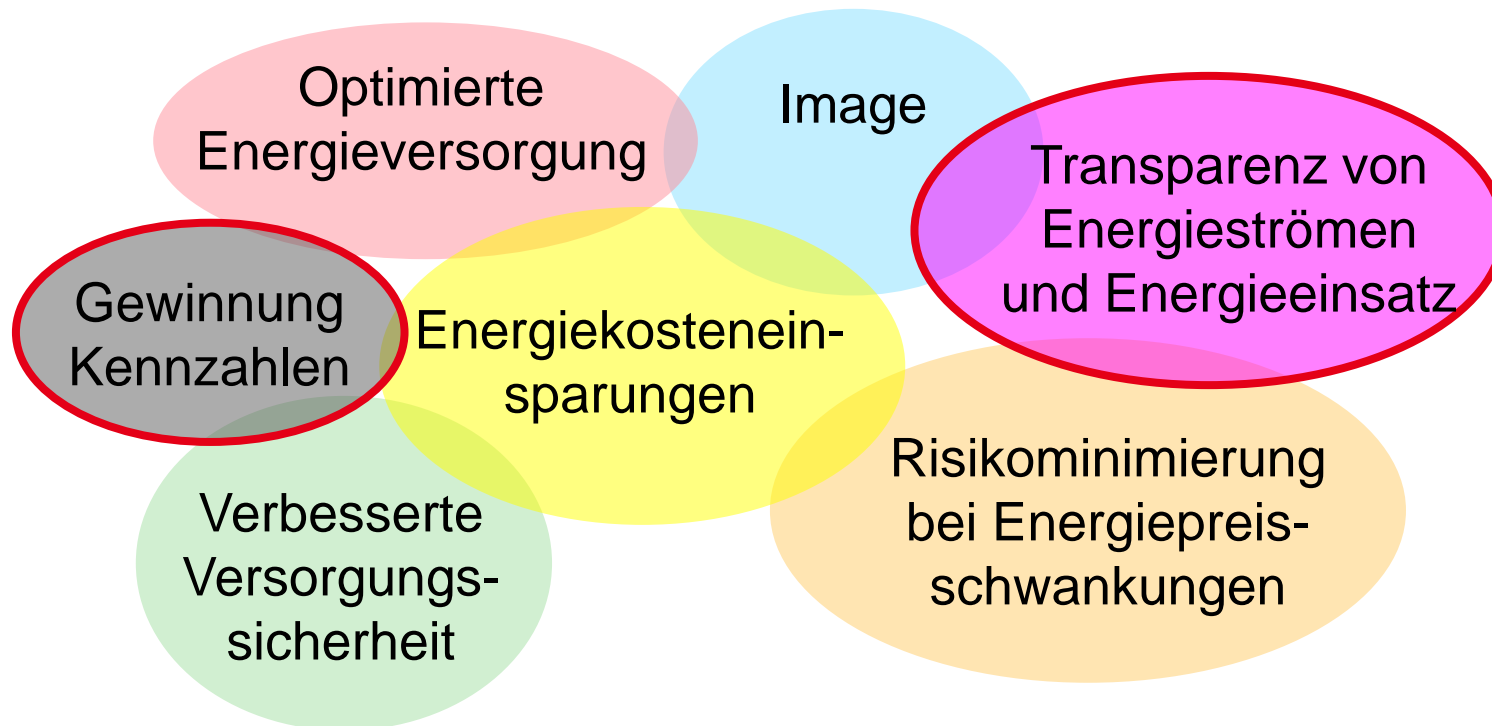 Optimierte
Energieversorgung
Image
Transparenz von
Energieströmen
und Energieeinsatz
Gewinnung
Kennzahlen
Energiekostenein-
sparungen
Verbesserte
Versorgungs-
sicherheit
Risikominimierung
bei Energiepreis-
schwankungen